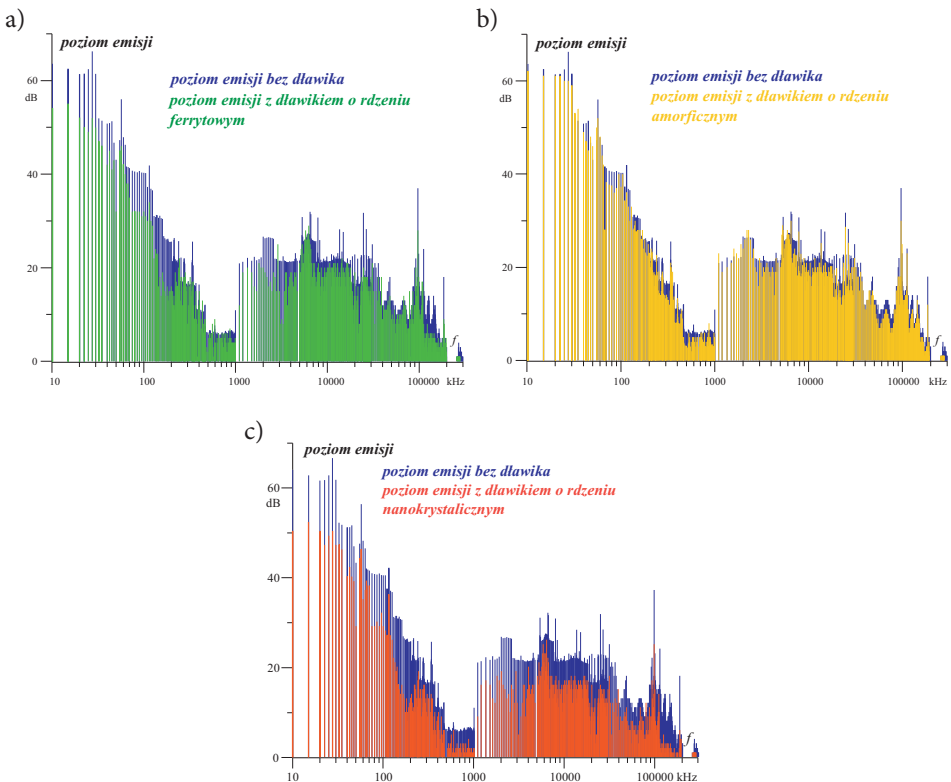 a)
poziom emisji
60
dB
40
20
0
poziom emisji bez dławika
poziom emisji z dławikiem o rdzeniu
ferrytowym
f
10 100 1000 10000 100000 kHz
b)
poziom emisji
60
dB
40
20
0
poziom emisji bez dławika
poziom emisji z dławikiem o rdzeniu
amorficznym
f
10 100 1000 10000 100000 kHz
c)
poziom emisji
60
dB
40
20
0
poziom emisji bez dławika
poziom emisji z dławikiem o rdzeniu
nanokrystalicznym
f
10 100 1000 10000 100000 kHz